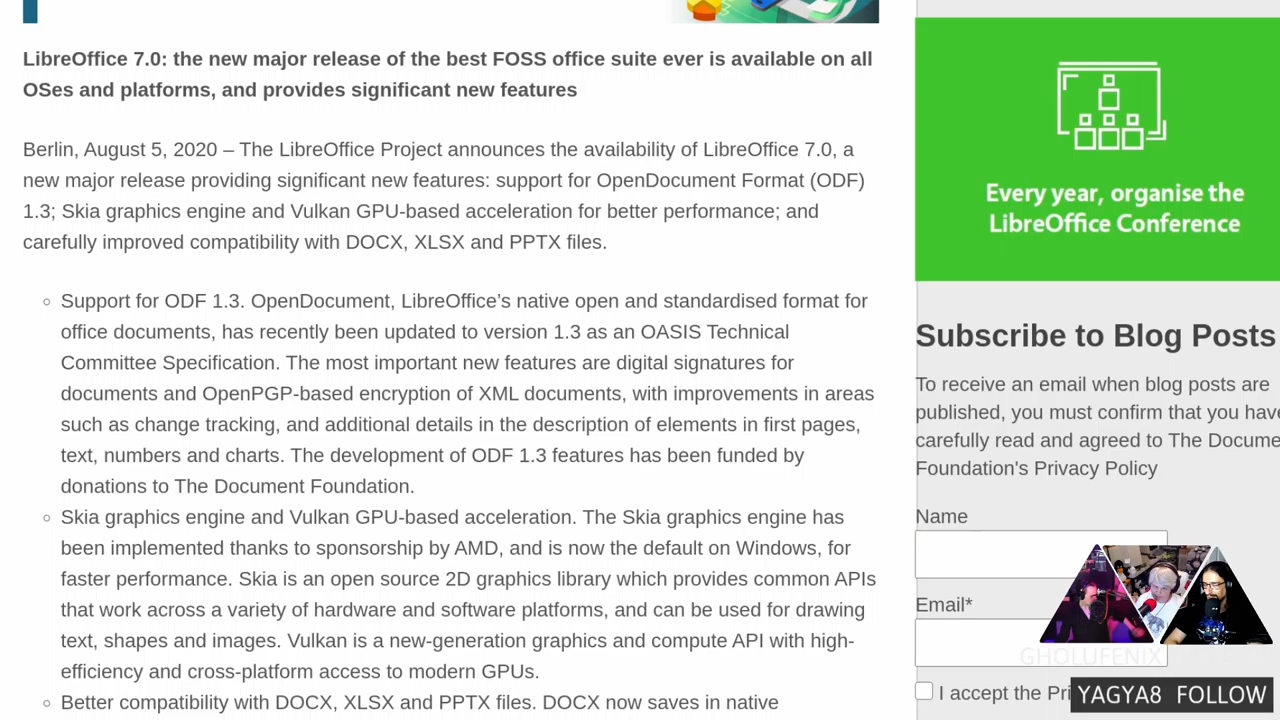 LibreOffice 7.0: the new major release of the best FOSS office suite ever is available on all
OSes and platforms, and provides significant new features
Berlin, August 5, 2020 – The LibreOffice Project announces the availability of LibreOffice 7.0, a
new major release providing significant new features: support for OpenDocument Format (ODF)
1.3; Skia graphics engine and Vulkan GPU-based acceleration for better performance; and
carefully improved compatibility with DOCX, XLSX and PPTX files.
Support for ODF 1.3. OpenDocument, LibreOffice’s native open and standardised format for
office documents, has recently been updated to version 1.3 as an OASIS Technical
Committee Specification. The most important new features are digital signatures for
documents and OpenPGP-based encryption of XML documents, with improvements in areas
such as change tracking, and additional details in the description of elements in first pages,
text, numbers and charts. The development of ODF 1.3 features has been funded by
donations to The Document Foundation.
Skia graphics engine and Vulkan GPU-based acceleration. The Skia graphics engine has
been implemented thanks to sponsorship by AMD, and is now the default on Windows, for
faster performance. Skia is an open source 2D graphics library which provides common APIs
that work across a variety of hardware and software platforms, and can be used for drawing
text, shapes and images. Vulkan is a new-generation graphics and compute API with high-
efficiency and cross-platform access to modern GPUs.
Better compatibility with DOCX, XLSX and PPTX files. DOCX now saves in native
Every year, organise the
LibreOffice Conference
Subscribe to Blog Posts
To receive an email when blog posts are
published, you must confirm that you have
carefully read and agreed to The Docume
Foundation's Privacy Policy
Name
Email*
GHOLUFENIX
I accept the Pri
YAGYA8 FOLLOW